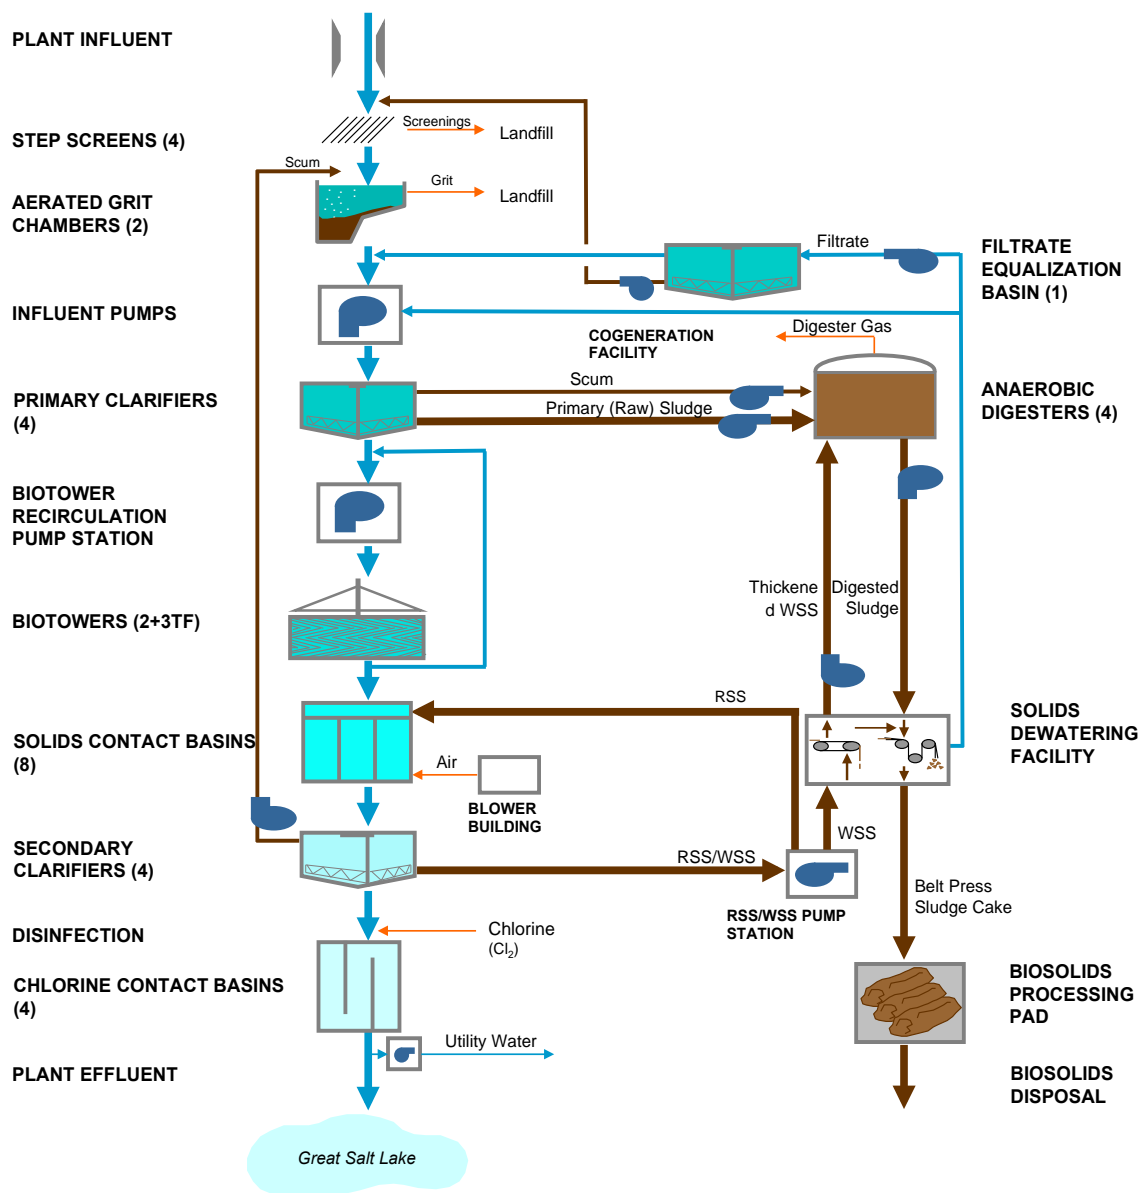 PLANT INFLUENT
STEP SCREENS (4)
Screenings
Landfill
Scum
Grit
Landfill
AERATED GRIT
CHAMBERS (2)
Filtrate
FILTRATE
EQUALIZATION
BASIN (1)
INFLUENT PUMPS
COGENERATION
FACILITY
Digester Gas
PRIMARY CLARIFIERS
(4)
Scum
Primary (Raw) Sludge
ANAEROBIC
DIGESTERS (4)
BIOTOWER
RECIRCULATION
PUMP STATION
Thickene
d WSS
Digested
Sludge
BIOTOWERS (2+3TF)
RSS
SOLIDS CONTACT BASINS
(8)
Air
BLOWER
BUILDING
SOLIDS
DEWATERING
FACILITY
SECONDARY
CLARIFIERS (4)
RSS/WSS
WSS
RSS/WSS PUMP
STATION
Belt Press
Sludge Cake
DISINFECTION
Chlorine
(Cl₂)
CHLORINE CONTACT BASINS
(4)
BIOSOLIDS
PROCESSING
PAD
Utility Water
PLANT EFFLUENT
BIOSOLIDS
DISPOSAL
Great Salt Lake